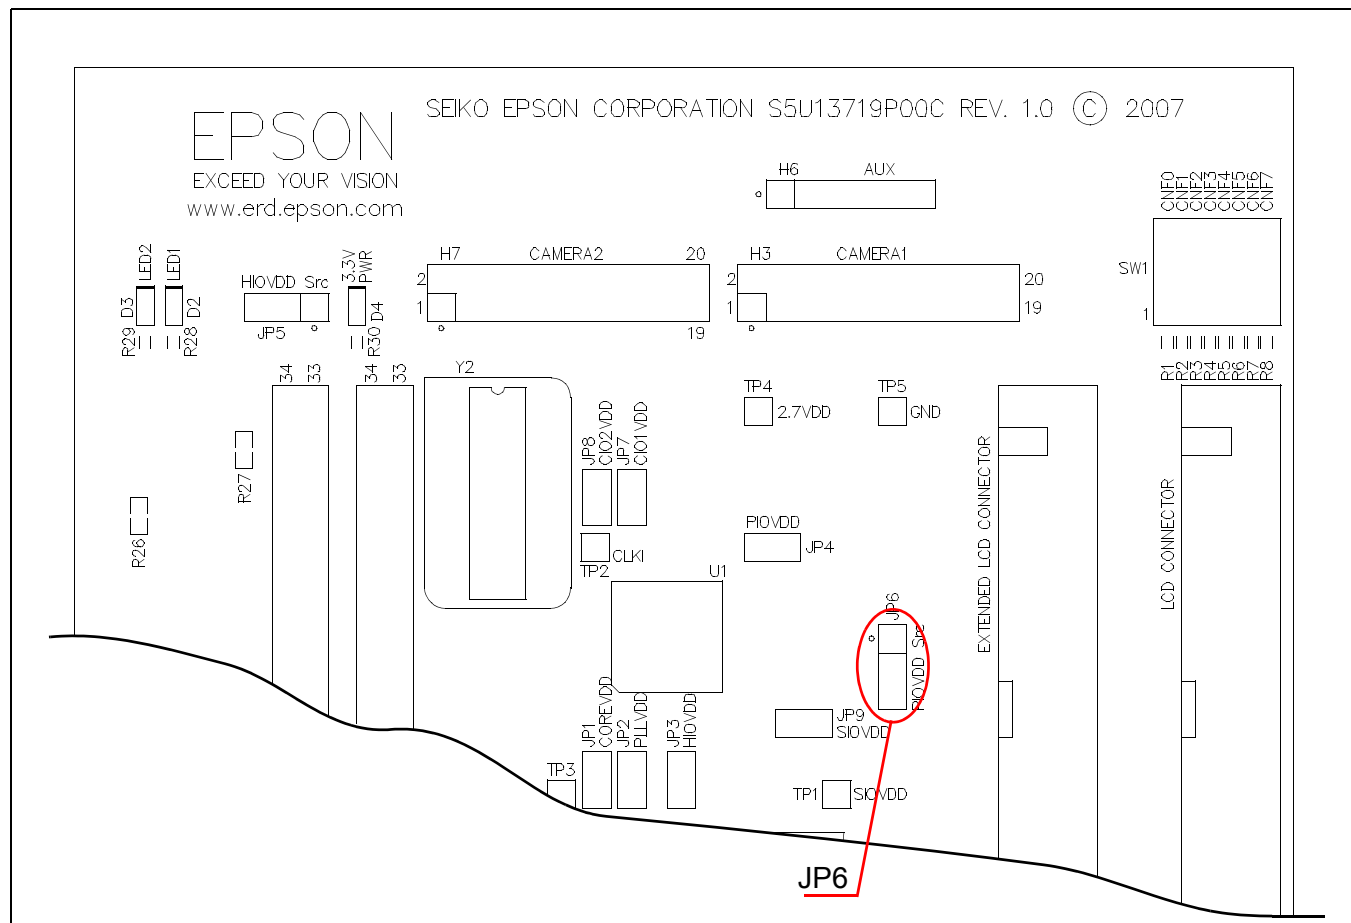 SEIKO EPSON CORPORATION S5U13719P00C REV. 1.0 © 2007
EPSON
EXCEED YOUR VISION
www.erd.epson.com
H6 AUX
CNF0
CNF1
CNF2
CNF3
CNF4
CNF5
CNF6
CNF7
SW1
1
LED2
LED1
D3
D2
R29
R28
HIOVDD Src
JP5
3.3V
PWR
D4
R30
H7 CAMERA2 20
2
1
19
H3 CAMERA1
2
1
20
19
R1
R2
R3
R4
R5
R6
R7
R8
34
33
34
33
Y2
TP4
2.7VDD
TP5
GND
R27
R26
JP8
CIO2VDD
JP7
CIO1VDD
EXTENDED LCD CONNECTOR
LCD CONNECTOR
PIOVDD
JP4
CLKI
TP2
U1
JP6
PIOVDD Src
JP1
COREVDD
JP2
PLLVDD
JP3
HIOVDD
JP9
SIOVDD
TP3
TP1
SIOVDD
JP6